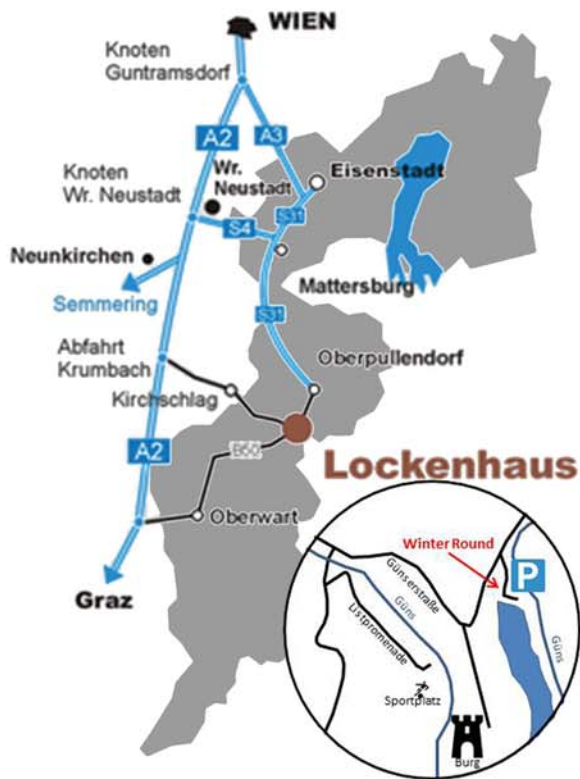 WIEN
Knoten
Guntramsdorf
A2
A3
Knoten
Wr. Neustadt
Wr.
Neustadt
Eisenstadt
S31
S4
Neunkirchen
Semmering
Mattersburg
S31
Abfahrt
Krumbach
Oberpullendorf
Kirchschlag
A2
B50
Lockenhaus
Oberwart
Graz
Winter Round
P
Günserstraße
Güns
Listpromenade
Güns
Sportplatz
Burg